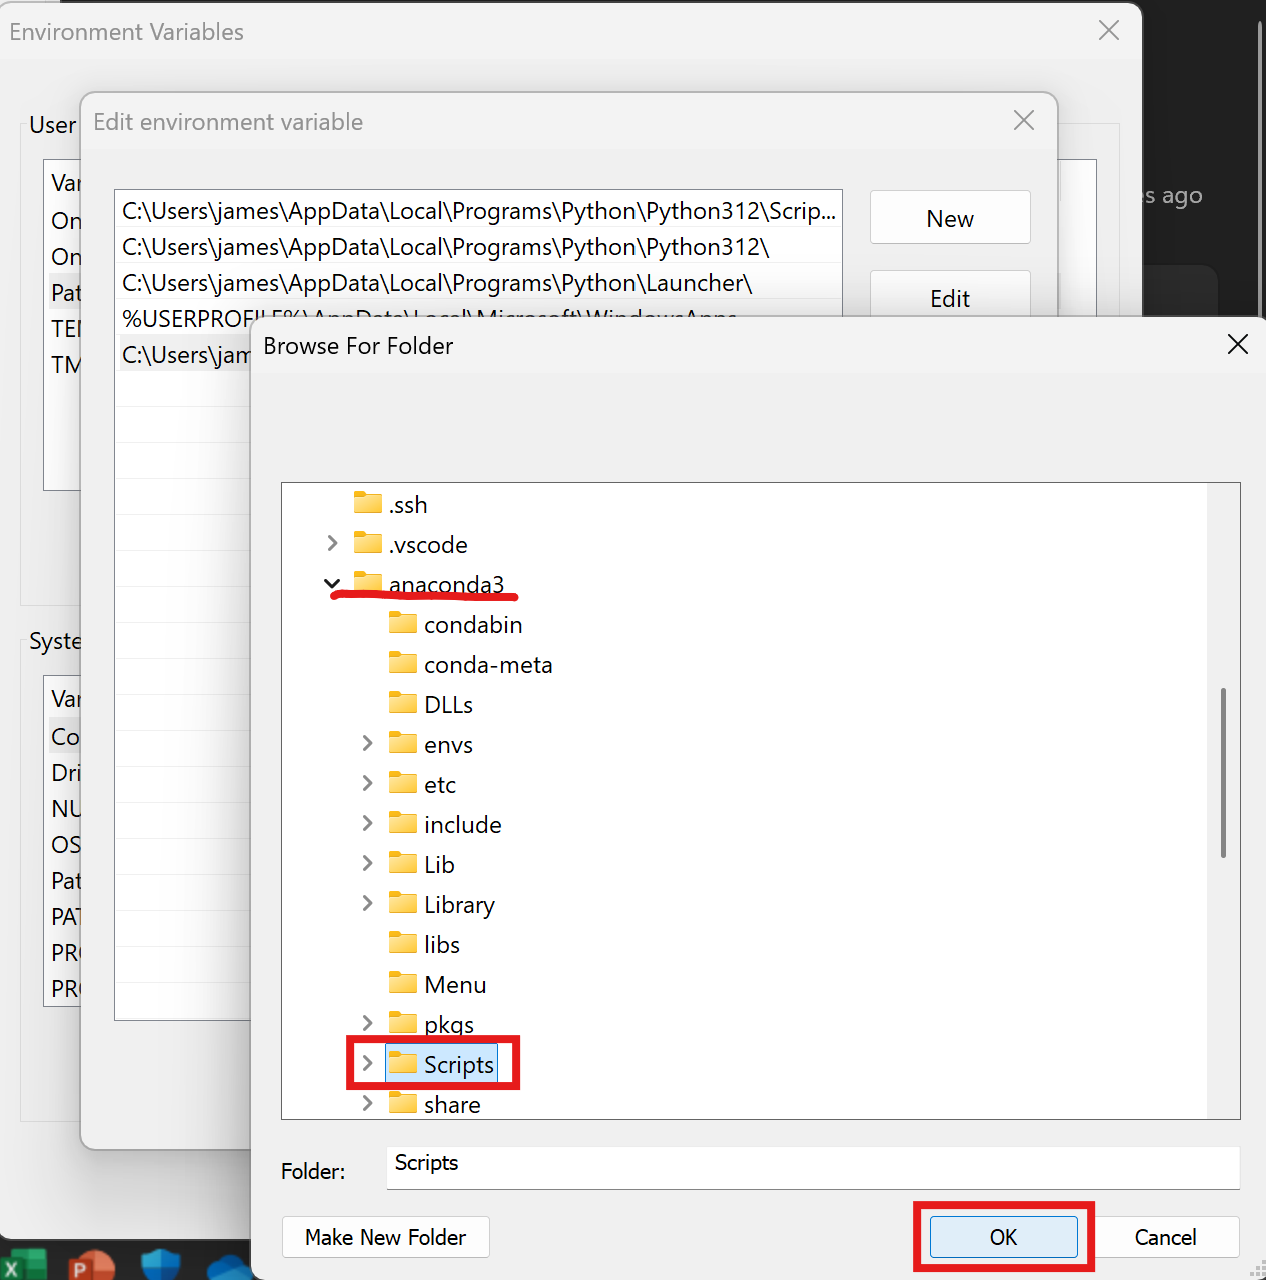 Environment Variables
User
Edit environment variable
Var
On
On
Pat
TEM
TM
C:\Users\james\AppData\Local\Programs\Python\Python312\Scrip...
C:\Users\james\AppData\Local\Programs\Python\Python312\
C:\Users\james\AppData\Local\Programs\Python\Launcher\
%USERPROFILE%\AppData\Local\Microsoft\WindowsApps
C:\Users\jam
New
Edit
s ago
Browse For Folder
.ssh
.vscode
anaconda3
condabin
conda-meta
DLLs
envs
etc
include
Lib
Library
libs
Menu
pkgs
Scripts
share
Syste
Var
Co
Dri
NU
OS
Pat
PAT
PRO
PRO
Folder:
Scripts
Make New Folder
OK
Cancel
X
P